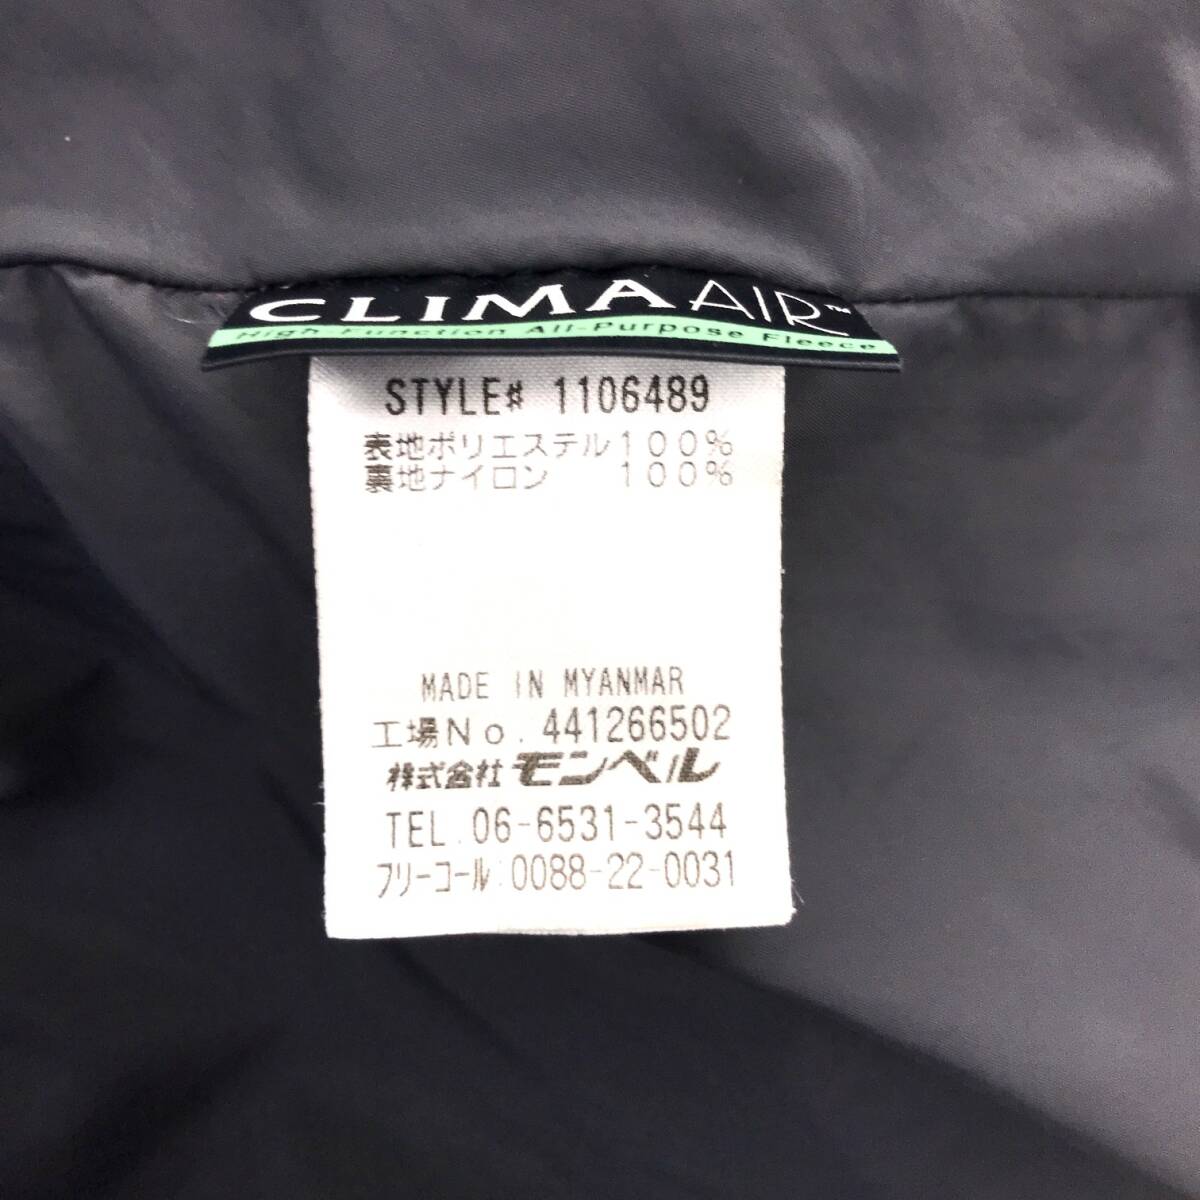 CLIMAAIR™
High Function All-Purpose Fleece
STYLE# 1106489
表地ポリエステル100%
裏地ナイロン 100%
MADE IN MYANMAR
工場No. 441266502
株式会社 モンベル
TEL. 06-6531-3544
フリーコール:0088-22-0031